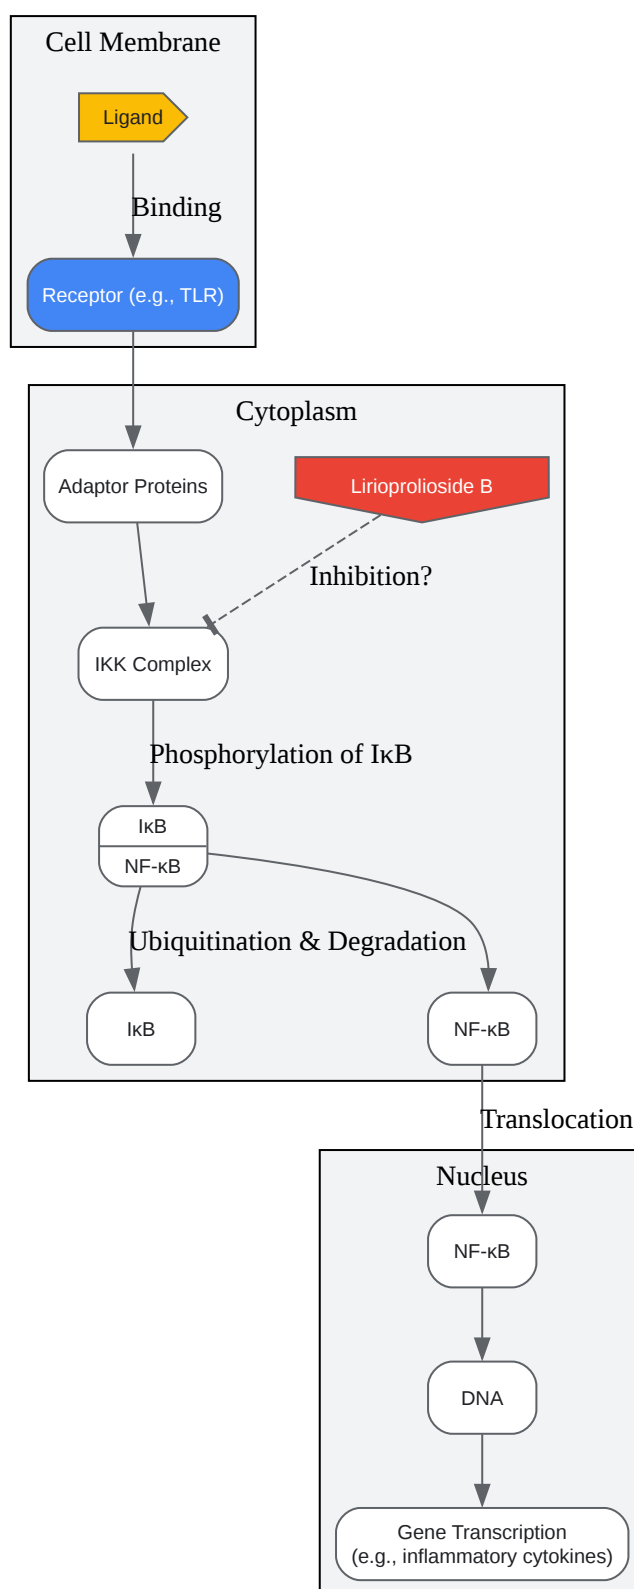 Cell Membrane
Ligand
Binding
Receptor (e.g., TLR)
Cytoplasm
Adaptor Proteins
Lirioprolioside B
Inhibition?
IKK Complex
Phosphorylation of IκB
IκB
NF-κB
Ubiquitination & Degradation
IκB
NF-κB
Translocation
Nucleus
NF-κB
DNA
Gene Transcription
(e.g., inflammatory cytokines)